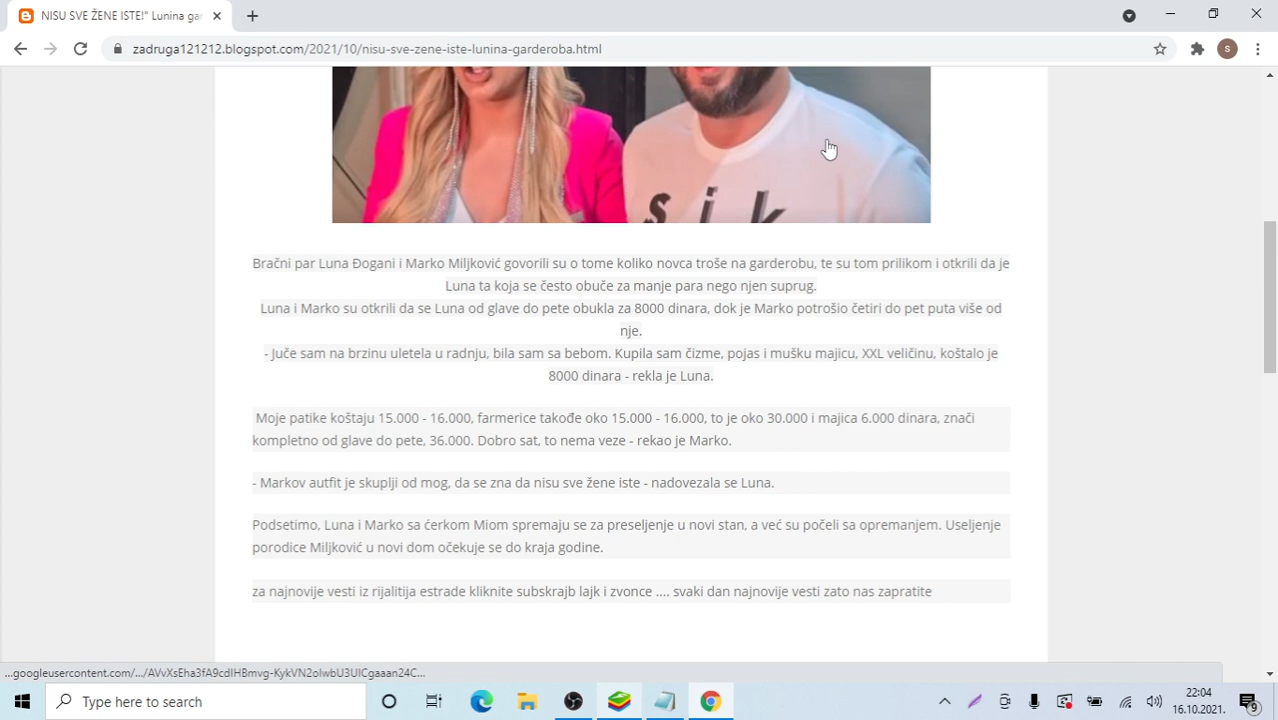 NISU SVE ŽENE ISTE!" Lunina gar
zadruga121212.blogspot.com/2021/10/nisu-sve-zene-iste-lunina-garderoba.html
S
sik
Bračni par Luna Đogani i Marko Miljković govorili su o tome koliko novca troše na garderobu, te su tom prilikom i otkrili da je
Luna ta koja se često obuče za manje para nego njen suprug.
Luna i Marko su otkrili da se Luna od glave do pete obukla za 8000 dinara, dok je Marko potrošio četiri do pet puta više od
nje.
- Juče sam na brzinu uletela u radnju, bila sam sa bebom. Kupila sam čizme, pojas i mušku majicu, XXL veličinu, koštalo je
8000 dinara - rekla je Luna.
Moje patike koštaju 15.000 - 16.000, farmerice takođe oko 15.000 - 16.000, to je oko 30.000 i majica 6.000 dinara, znači
kompletno od glave do pete, 36.000. Dobro sat, to nema veze - rekao je Marko.
- Markov autfit je skuplji od mog, da se zna da nisu sve žene iste - nadovezala se Luna.
Podsetimo, Luna i Marko sa ćerkom Miom spremaju se za preseljenje u novi stan, a već su počeli sa opremanjem. Useljenje
porodice Miljković u novi dom očekuje se do kraja godine.
za najnovije vesti iz rijalitija estrade kliknite subskrajb lajk i zvonce .... svaki dan najnovije vesti zato nas zapratite
...googleusercontent.com/.../AVvXsEha3fA9cdIHBmvg-KykVN2olwbU3UICgaaan24C...
Type here to search
22:04
16.10.2021.
9